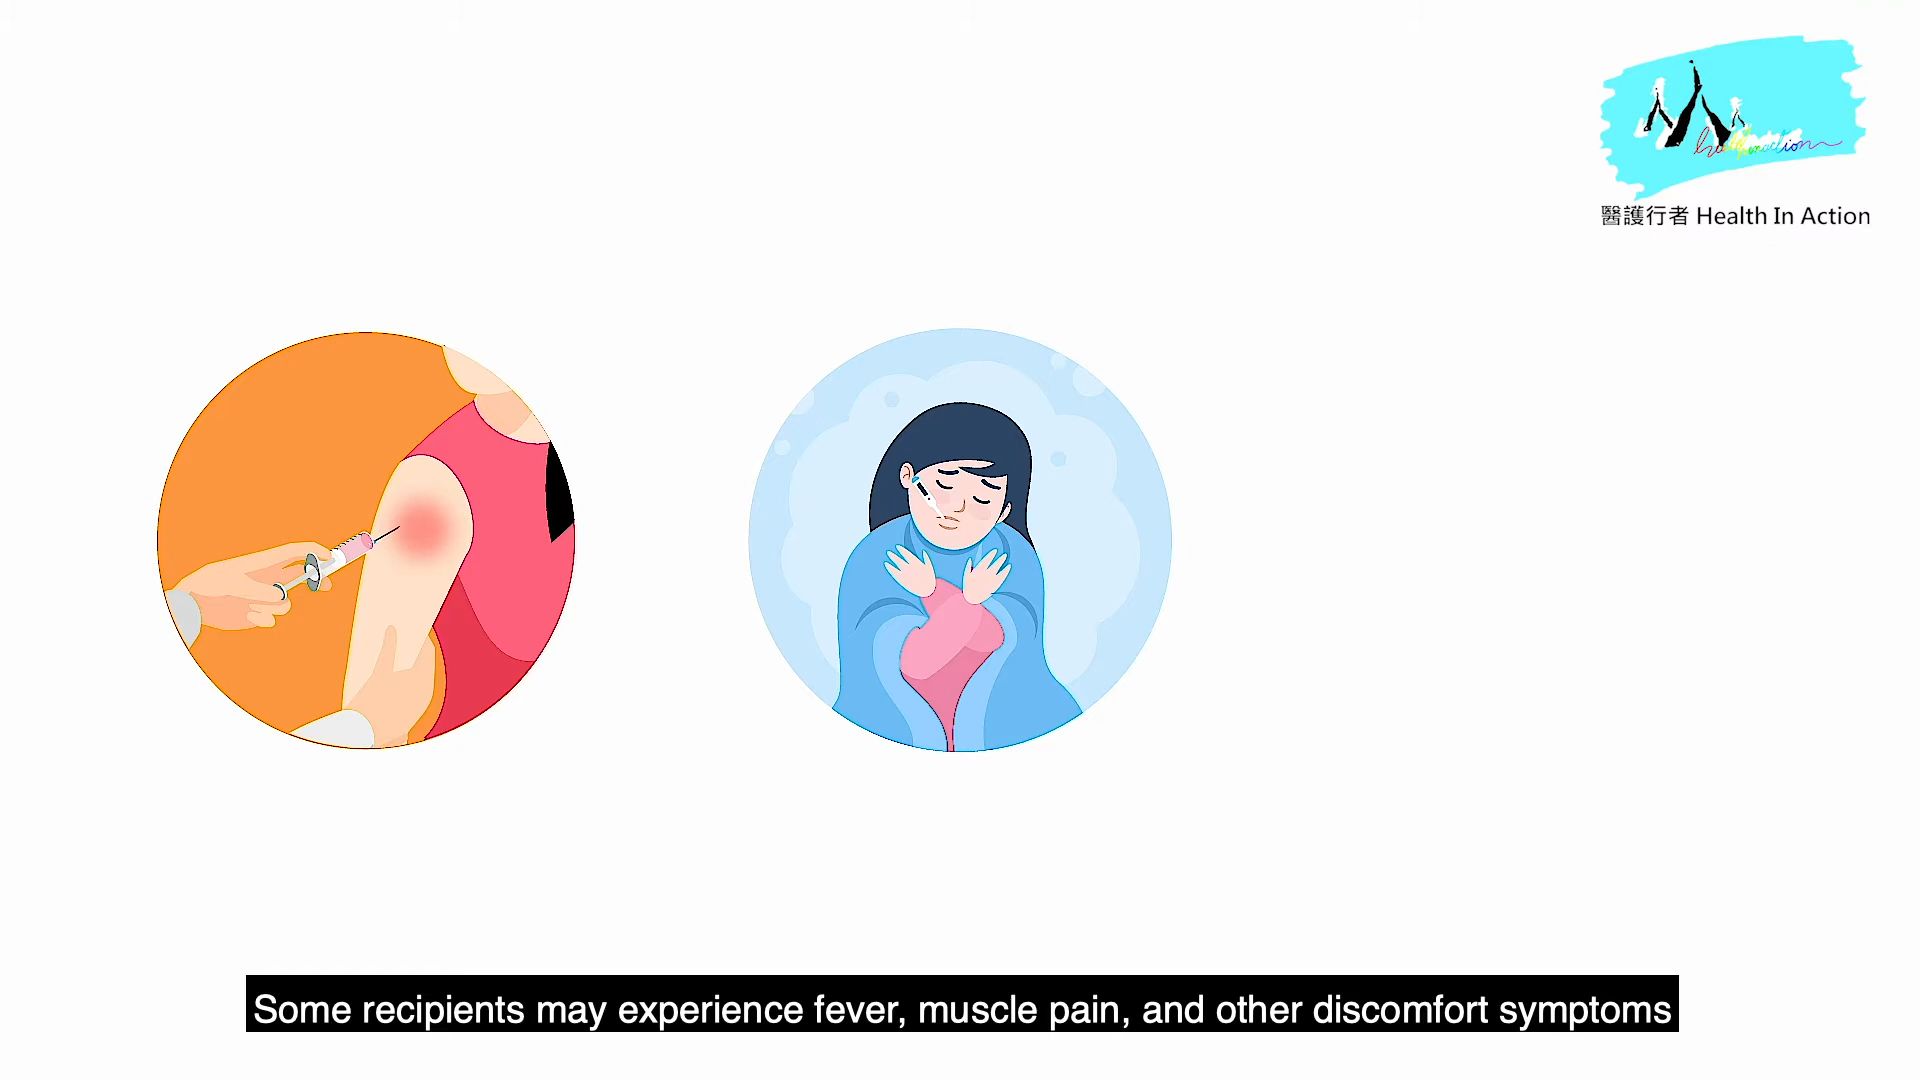 醫護行者 Health In Action
Some recipients may experience fever, muscle pain, and other discomfort symptoms